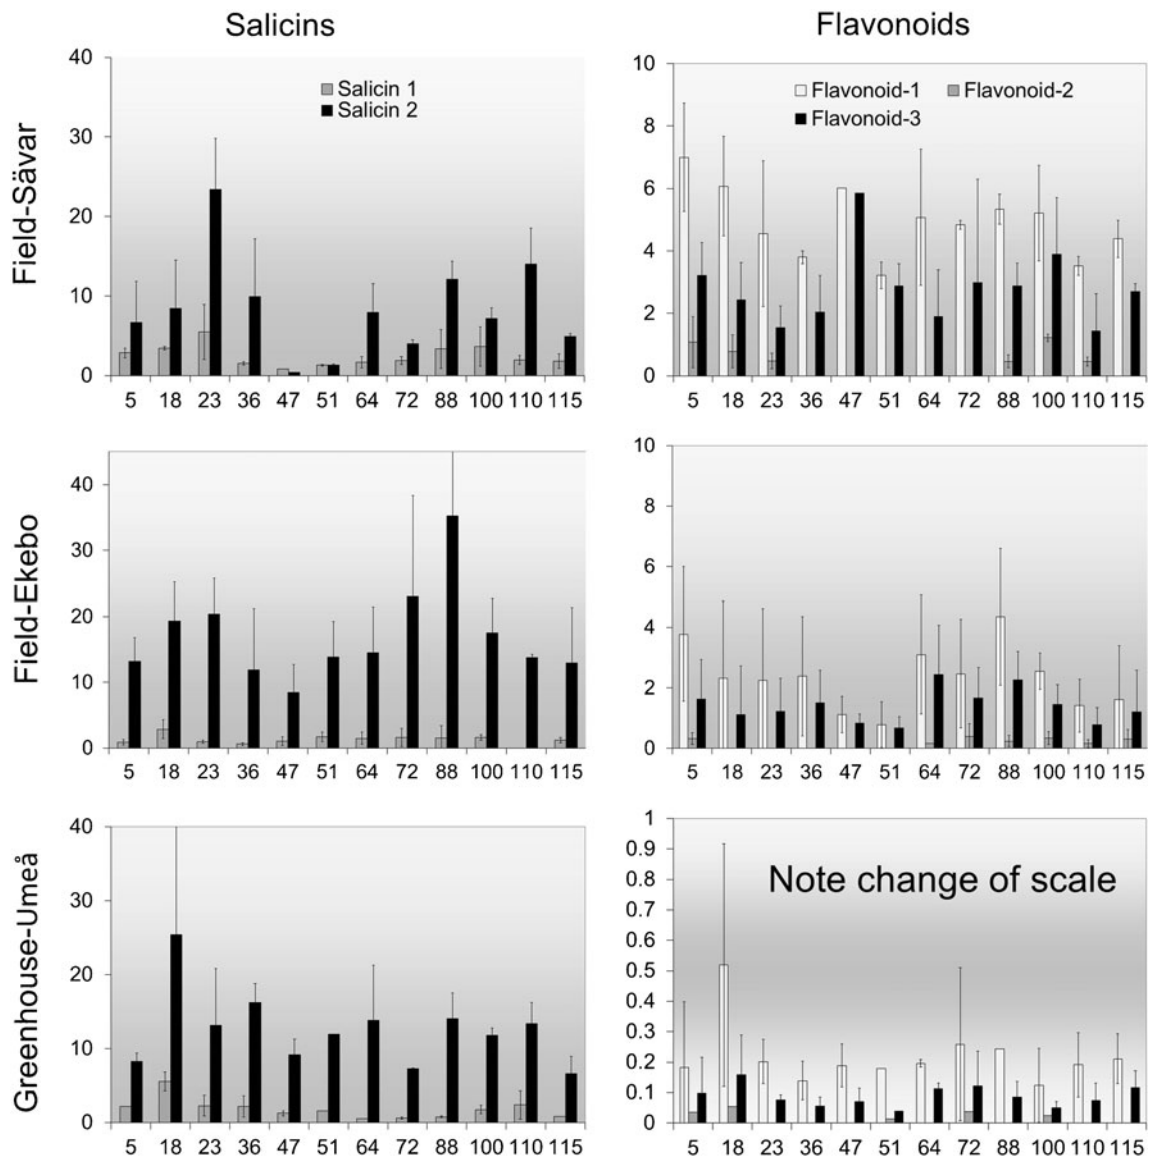 Salicins
Flavonoids
Field-Sävar
40
30
20
10
0
Salicin 1
Salicin 2
5 18 23 36 47 51 64 72 88 100 110 115
10
8
6
4
2
0
Flavonoid-1 Flavonoid-2
Flavonoid-3
5 18 23 36 47 51 64 72 88 100 110 115
Field-Ekebo
40
30
20
10
0
5 18 23 36 47 51 64 72 88 100 110 115
10
8
6
4
2
0
5 18 23 36 47 51 64 72 88 100 110 115
Greenhouse-Umeå
40
30
20
10
0
5 18 23 36 47 51 64 72 88 100 110 115
1
0.9
0.8
0.7
0.6
0.5
0.4
0.3
0.2
0.1
0
Note change of scale
5 18 23 36 47 51 64 72 88 100 110 115